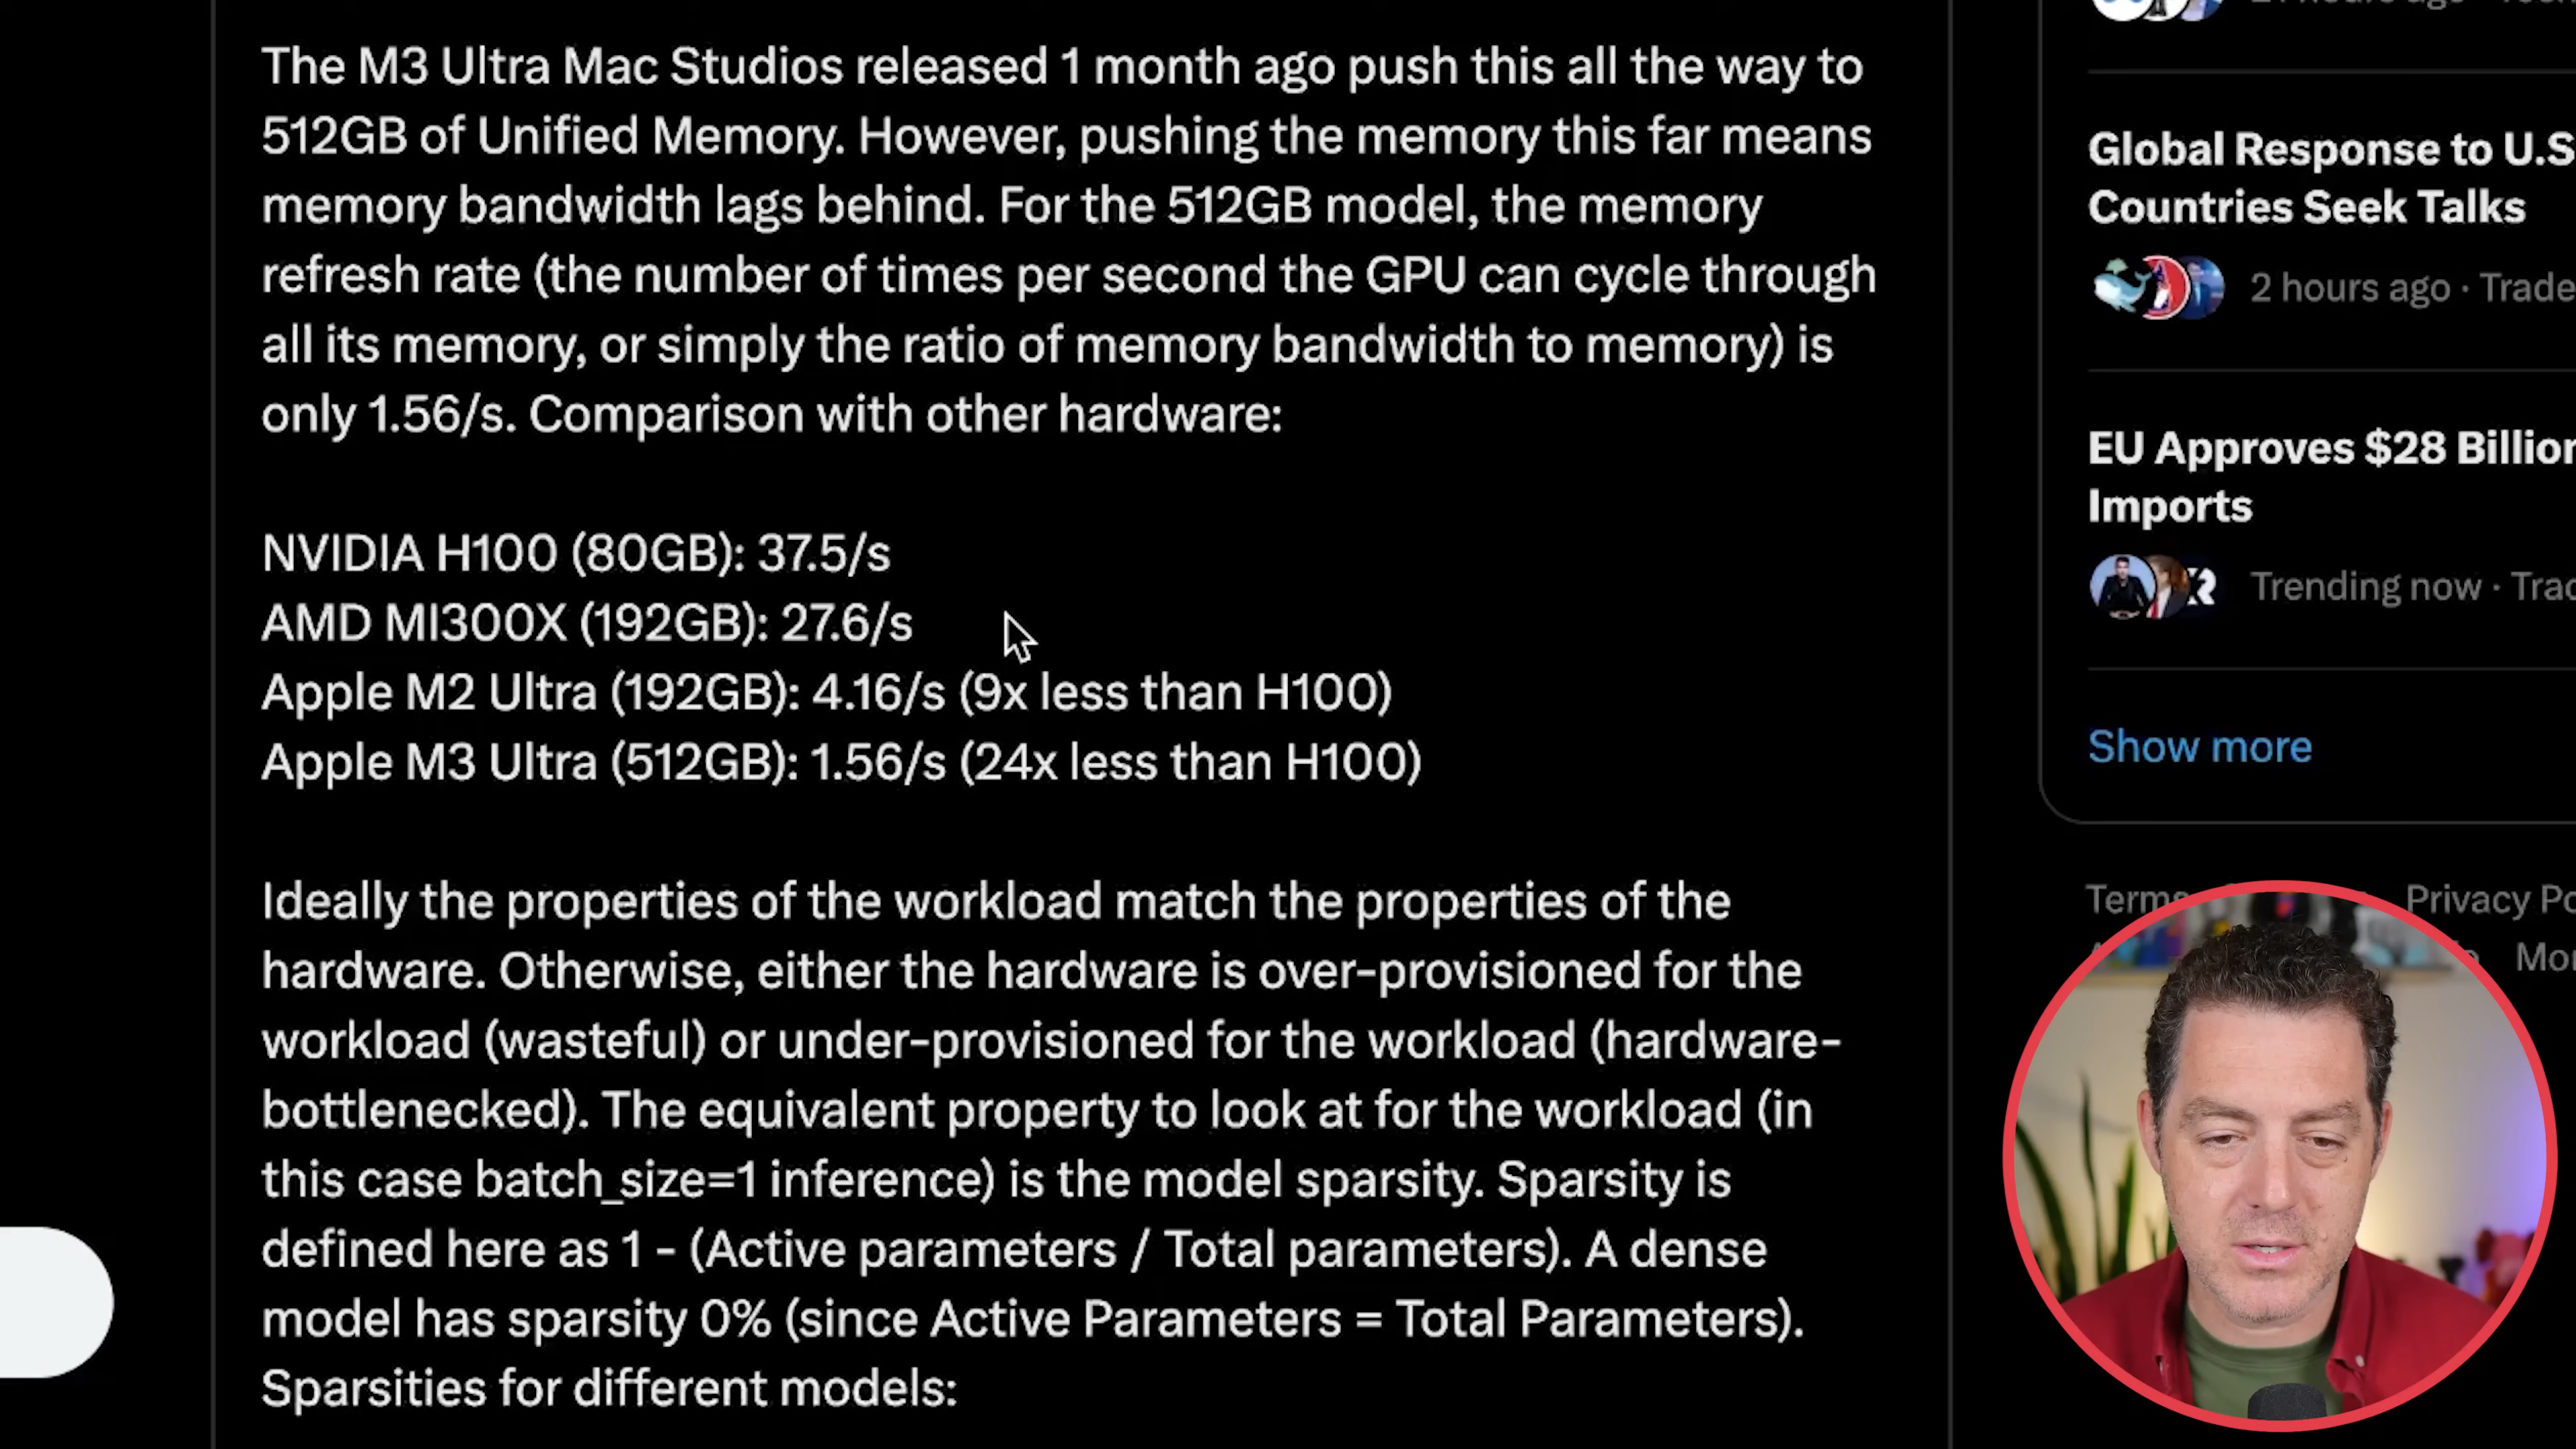 The M3 Ultra Mac Studios released 1 month ago push this all the way to
512GB of Unified Memory. However, pushing the memory this far means
memory bandwidth lags behind. For the 512GB model, the memory
refresh rate (the number of times per second the GPU can cycle through
all its memory, or simply the ratio of memory bandwidth to memory) is
only 1.56/s. Comparison with other hardware:
NVIDIA H100 (80GB): 37.5/s
AMD MI300X (192GB): 27.6/s
Apple M2 Ultra (192GB): 4.16/s (9x less than H100)
Apple M3 Ultra (512GB): 1.56/s (24x less than H100)
Ideally the properties of the workload match the properties of the
hardware. Otherwise, either the hardware is over-provisioned for the
workload (wasteful) or under-provisioned for the workload (hardware-
bottlenecked). The equivalent property to look at for the workload (in
this case batch_size=1 inference) is the model sparsity. Sparsity is
defined here as 1 - (Active parameters / Total parameters). A dense
model has sparsity 0% (since Active Parameters = Total Parameters).
Sparsities for different models:
Global Response to U.S
Countries Seek Talks
2 hours ago · Trade
EU Approves $28 Billion
Imports
Trending now ·
Show more
Terms
Privacy